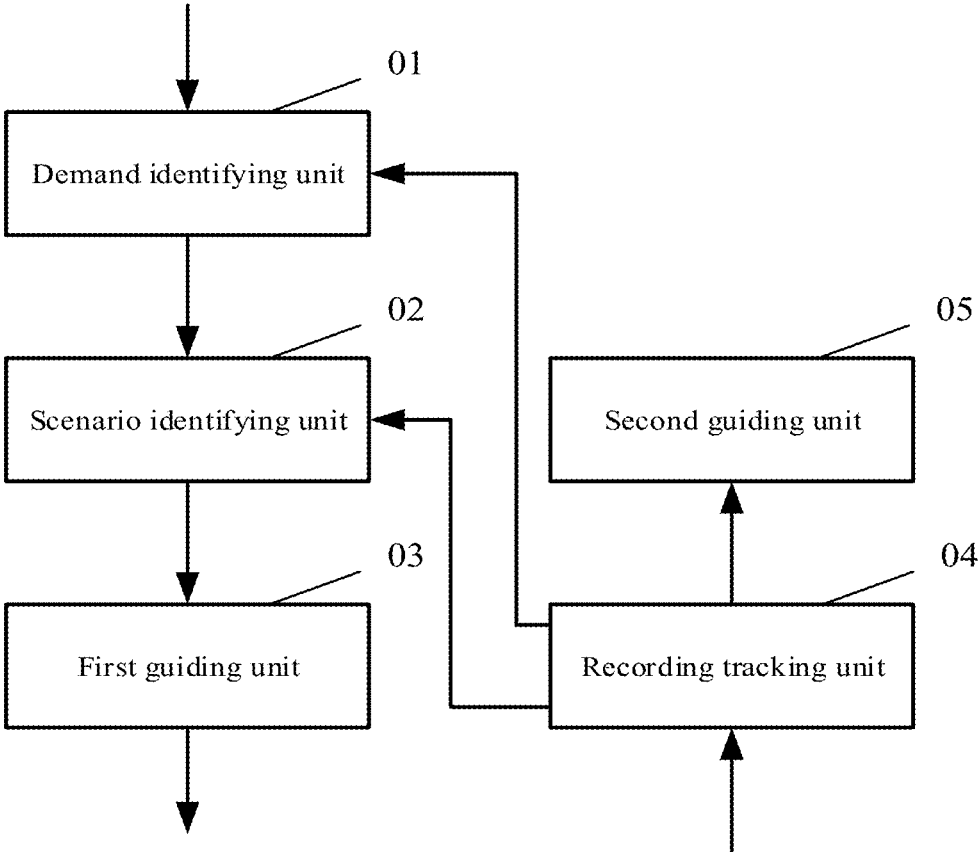 01
Demand identifying unit
02
Scenario identifying unit
03
First guiding unit
05
Second guiding unit
04
Recording tracking unit